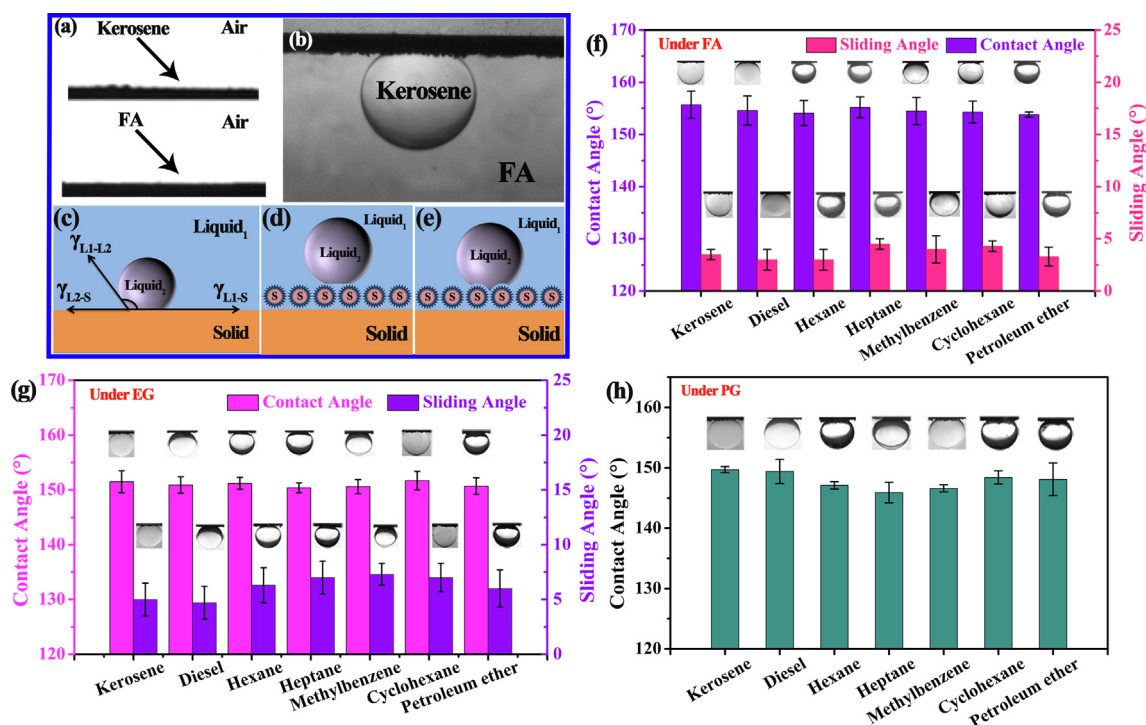 (a)
Kerosene
Air
FA
Air
(b)
Kerosene
FA
(c)
Liquid1
γL1-L2
Liquid2
γL2-S
γL1-S
Solid
(d)
Liquid1
Liquid2
S S S S S S
Solid
(e)
Liquid1
Liquid2
S S S S S S
Solid
(f)
Under FA
Sliding Angle
Contact Angle
Contact Angle (°)
170
160
150
140
130
120
Sliding Angle (°)
25
20
15
10
5
0
Kerosene
Diesel
Hexane
Heptane
Methylbenzene
Cyclohexane
Petroleum ether
(g)
Under EG
Contact Angle
Sliding Angle
Contact Angle (°)
170
160
150
140
130
120
Sliding Angle (°)
25
20
15
10
5
0
Kerosene
Diesel
Hexane
Heptane
Methylbenzene
Cyclohexane
Petroleum ether
(h)
Under PG
Contact Angle (°)
160
150
140
130
120
Kerosene
Diesel
Hexane
Heptane
Methylbenzene
Cyclohexane
Petroleum ether